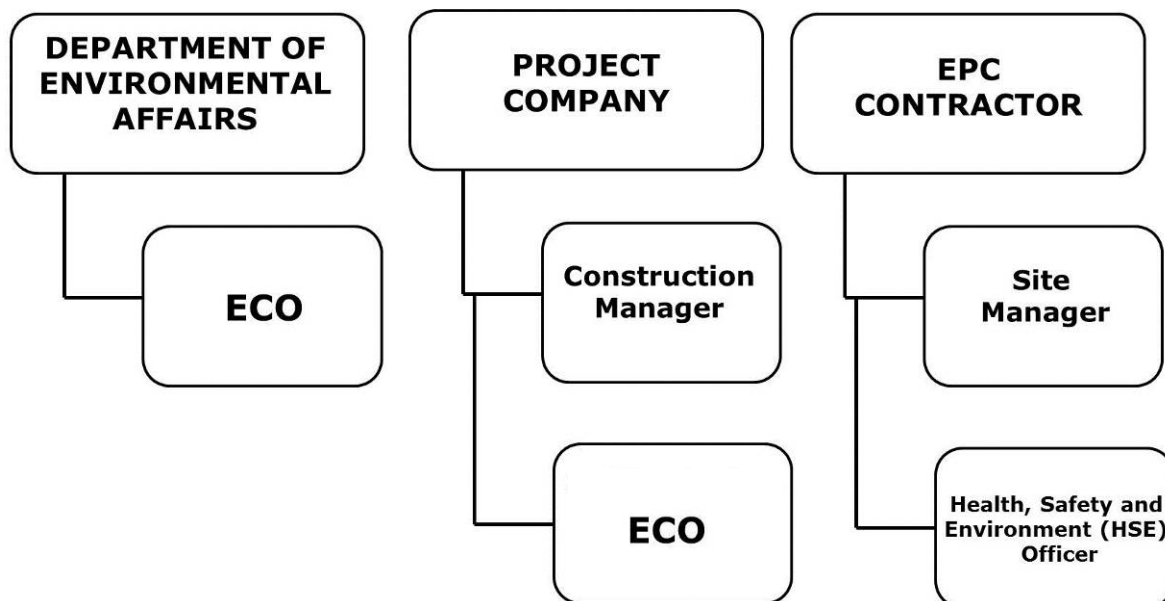 DEPARTMENT OF
ENVIRONMENTAL
AFFAIRS
ECO
PROJECT
COMPANY
Construction
Manager
ECO
EPC
CONTRACTOR
Site
Manager
Health, Safety and
Environment (HSE)
Officer